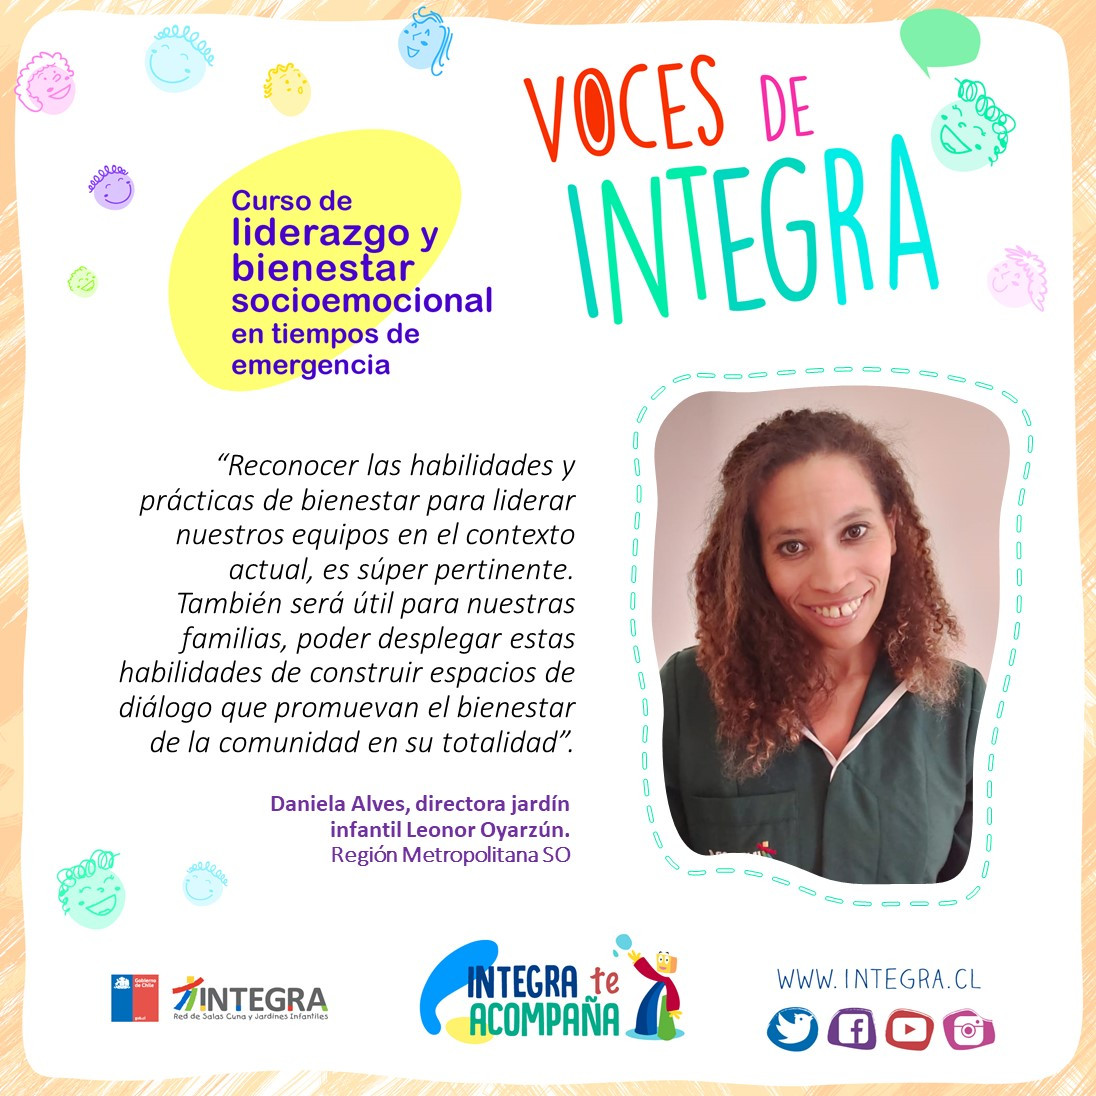 VOCES DE
INTEGRA
Curso de
liderazgo y
bienestar
socioemocional
en tiempos de
emergencia
“Reconocer las habilidades y
prácticas de bienestar para liderar
nuestros equipos en el contexto
actual, es súper pertinente.
También será útil para nuestras
familias, poder desplegar estas
habilidades de construir espacios de
diálogo que promuevan el bienestar
de la comunidad en su totalidad”.
Daniela Alves, directora jardín
infantil Leonor Oyarzún.
Región Metropolitana SO
Gobierno
de Chile
gob.cl
INTEGRA
Red de Salas Cuna y Jardines Infantiles
INTEGRA te
ACOMPAÑA
WWW.INTEGRA.CL